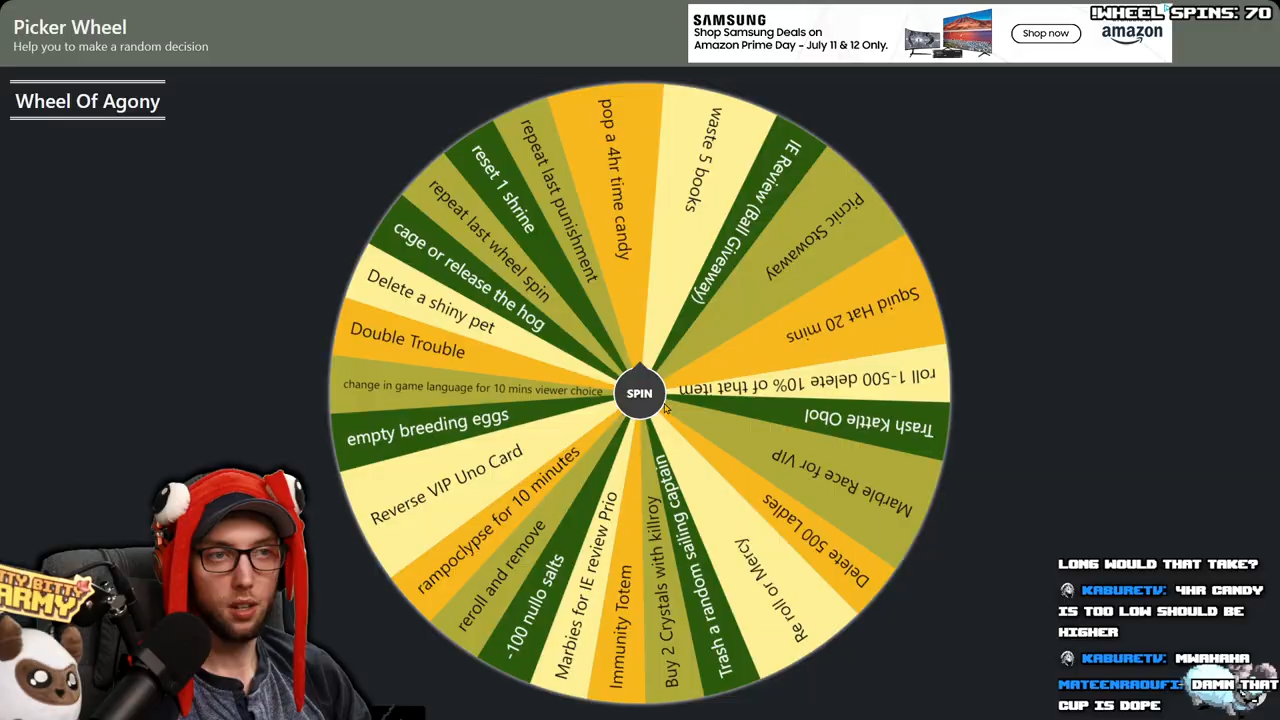 Picker Wheel
Help you to make a random decision
SAMSUNG
Shop Samsung Deals on
Amazon Prime Day – July 11 & 12 Only.
Shop now
amazon
!WHEEL SPINS: 70
Wheel Of Agony
pop a 4hr time candy
waste 5 books
IE Review (Ball Giveaway)
Picnic Stowaway
Squid Hat 20 mins
roll 1-500 delete 10% of that item
Trash Kattle Obol
Marble Race for VIP
Delete 500 Ladles
Re roll or Mercy
Trash a random sailing captain
Buy 2 Crystals with killroy
Immunity Totem
Marbies for IE review Prio
-100 nullo salts
reroll and remove
rampoclypse for 10 minutes
Reverse VIP Uno Card
empty breeding eggs
change in game language for 10 mins viewer choice
Double Trouble
Delete a shiny pet
cage or release the hog
repeat last wheel spin
reset 1 shrine
repeat last punishment
SPIN
ITTY BITTY
ARMY
LONG WOULD THAT TAKE?
KABURETV: 4HR CANDY
IS TOO LOW SHOULD BE
HIGHER
KABURETV: MWAHAHA
MATEENRAOUFI: DAMN THAT
CUP IS DOPE